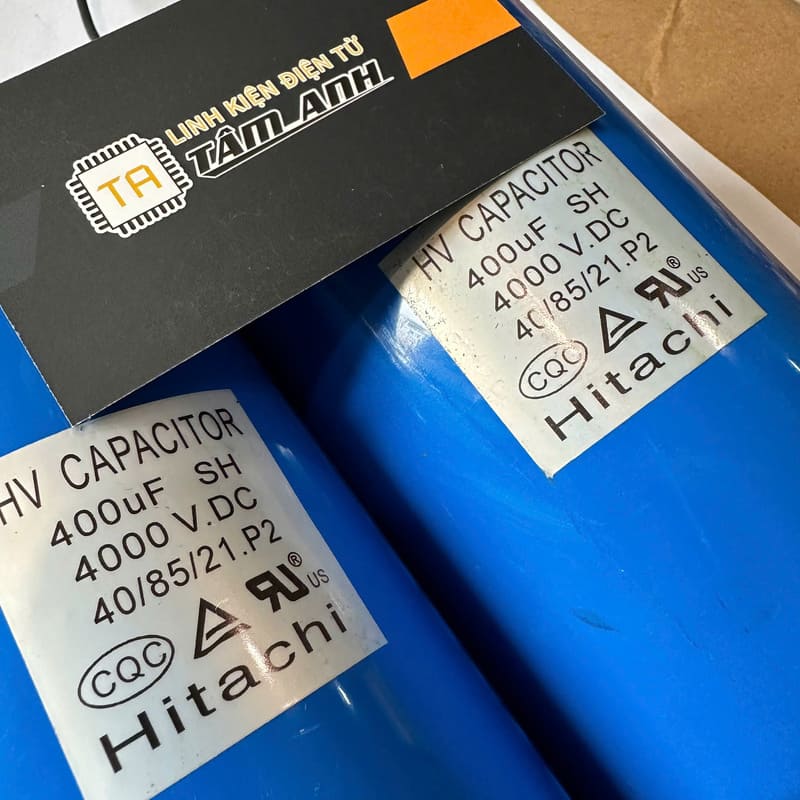 LINH KIỆN ĐIỆN TỬ
TÂM ANH
TA
HV CAPACITOR
400uF SH
4000 V.DC
40/85/21.P2
CQC
® US
Hitachi
HV CAPACITOR
400uF SH
4000 V.DC
40/85/21.P2
CQC
® US
Hitachi